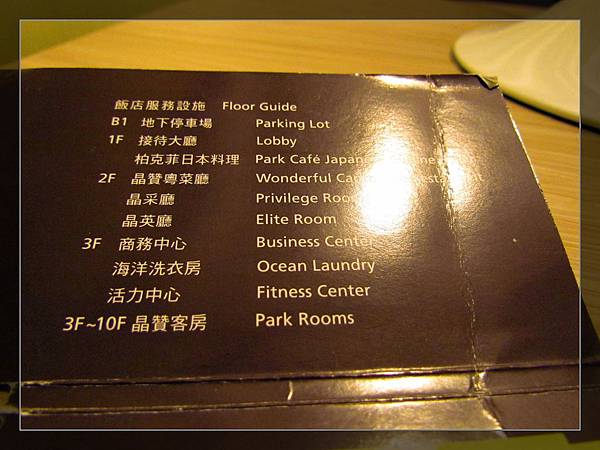 飯店服務設施 Floor Guide
B1 地下停車場 Parking Lot
1F 接待大廳 Lobby
柏克菲日本料理 Park Café Japan
2F 晶贊粵菜廳 Wonderful
晶采廳 Privilege Room
晶英廳 Elite Room
3F 商務中心 Business Center
海洋洗衣房 Ocean Laundry
活力中心 Fitness Center
3F~10F 晶贊客房 Park Rooms